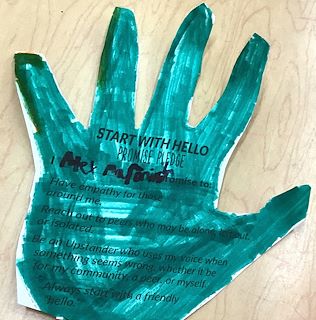 START WITH HELLO
PROMISE PLEDGE
I Alex promise to:
Have empathy for those
around me.
Reach out to peers who may be alone, left out,
or isolated.
Be an Upstander who uses my voice when
something seems wrong, whether it be
for my community, a peer, or myself.
Always start with a friendly
"hello."